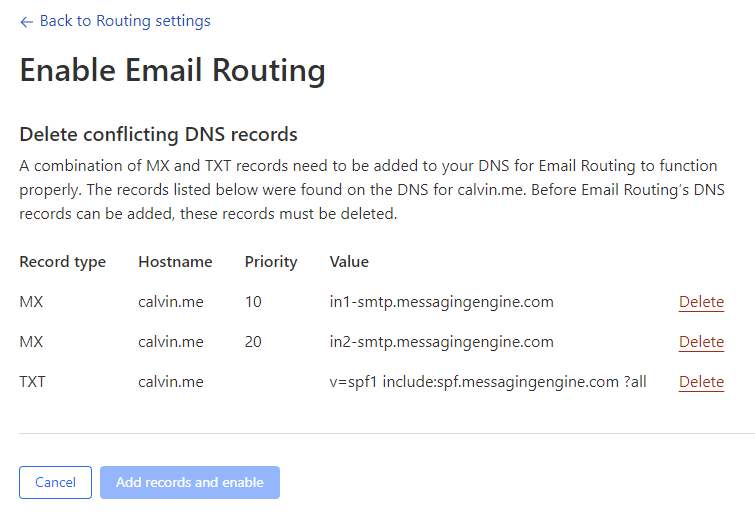 ← Back to Routing settings
Enable Email Routing
Delete conflicting DNS records
A combination of MX and TXT records need to be added to your DNS for Email Routing to function
properly. The records listed below were found on the DNS for calvin.me. Before Email Routing's DNS
records can be added, these records must be deleted.
Record type Hostname Priority Value
MX calvin.me 10 in1-smtp.messagingengine.com Delete
MX calvin.me 20 in2-smtp.messagingengine.com Delete
TXT calvin.me v=spf1 include:spf.messagingengine.com ?all Delete
Cancel Add records and enable